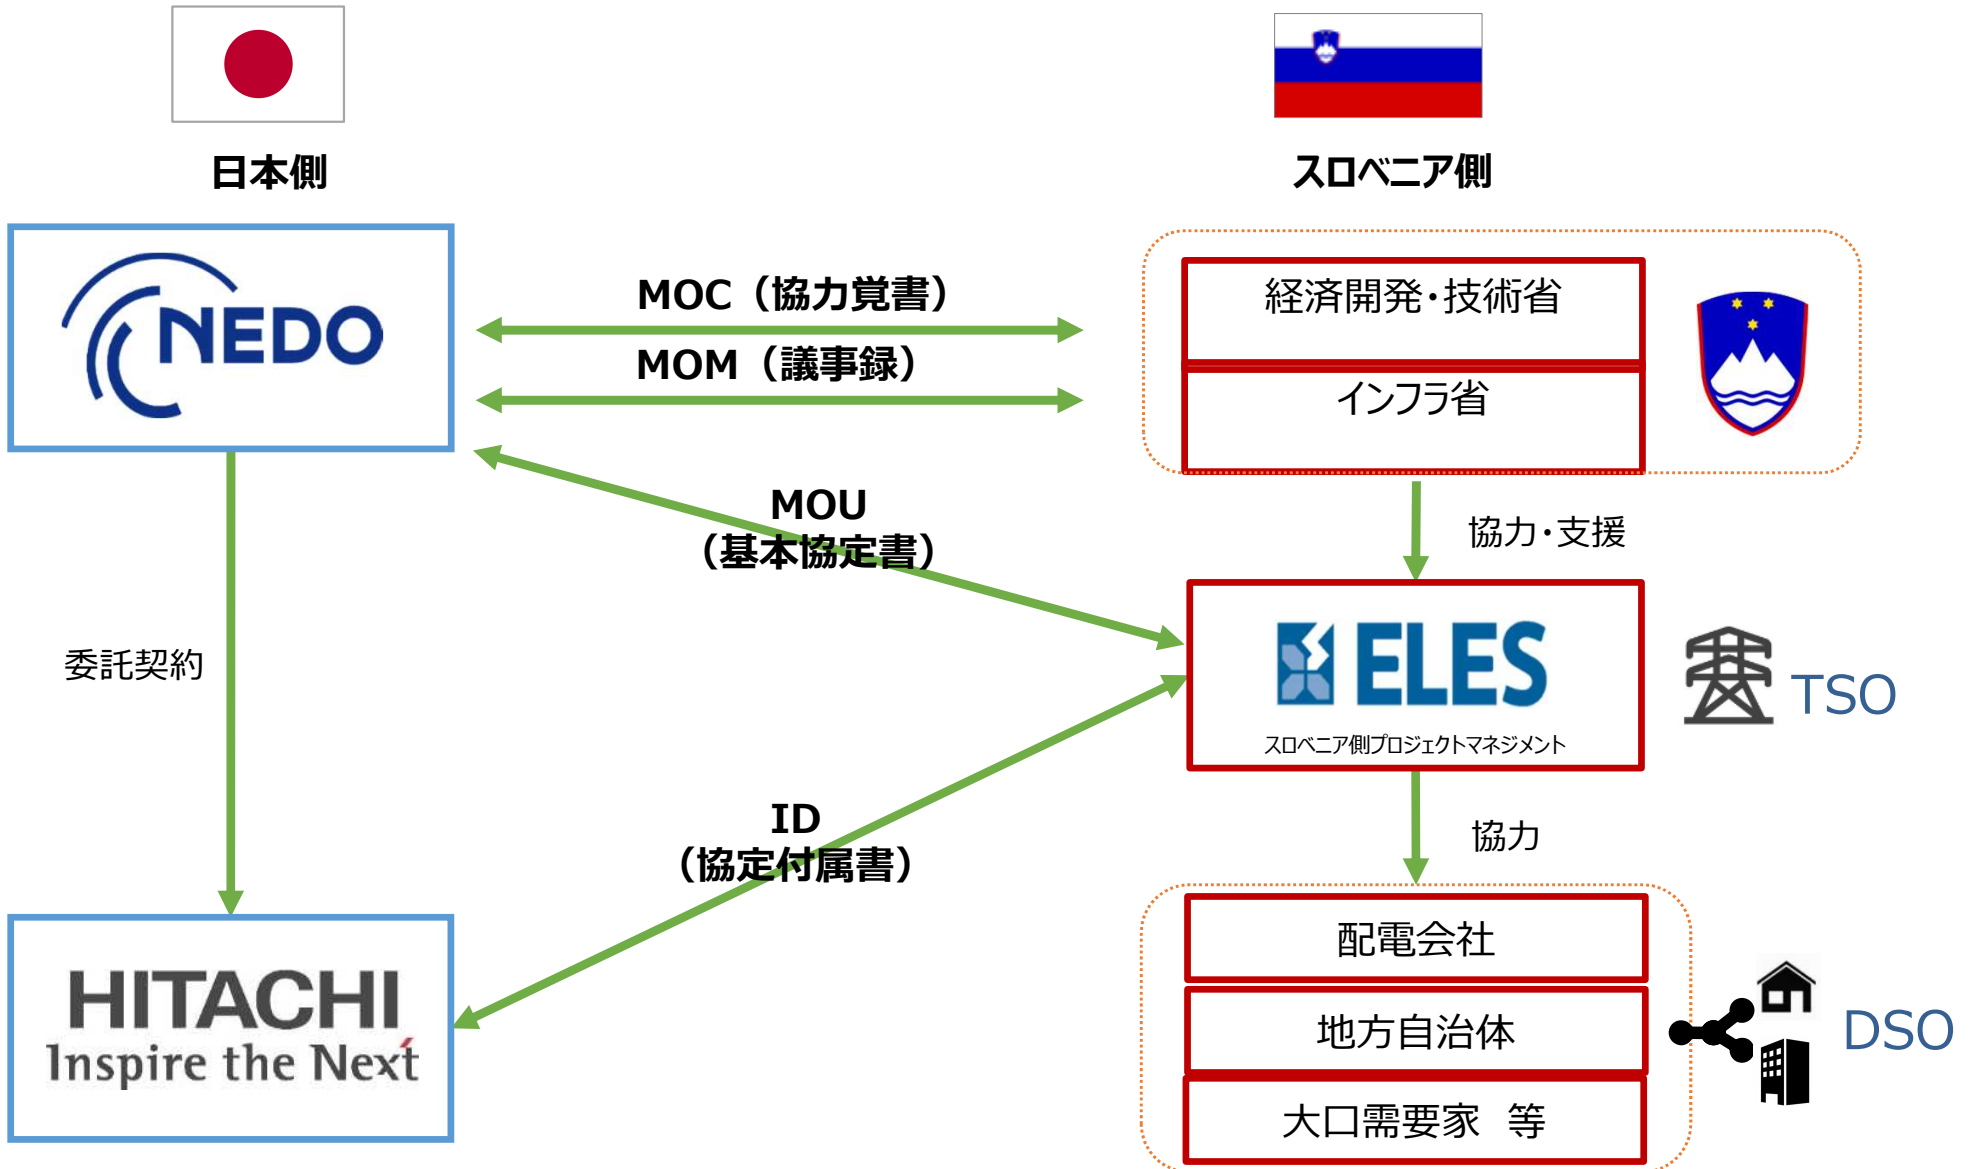 日本側
スロベニア側
NEDO
MOC（協力覚書）
MOM（議事録）
経済開発・技術省
インフラ省
MOU
（基本協定書）
協力・支援
委託契約
ELES
スロベニア側プロジェクトマネジメント
TSO
ID
（協定付属書）
協力
HITACHI
Inspire the Next
配電会社
地方自治体
大口需要家　等
DSO